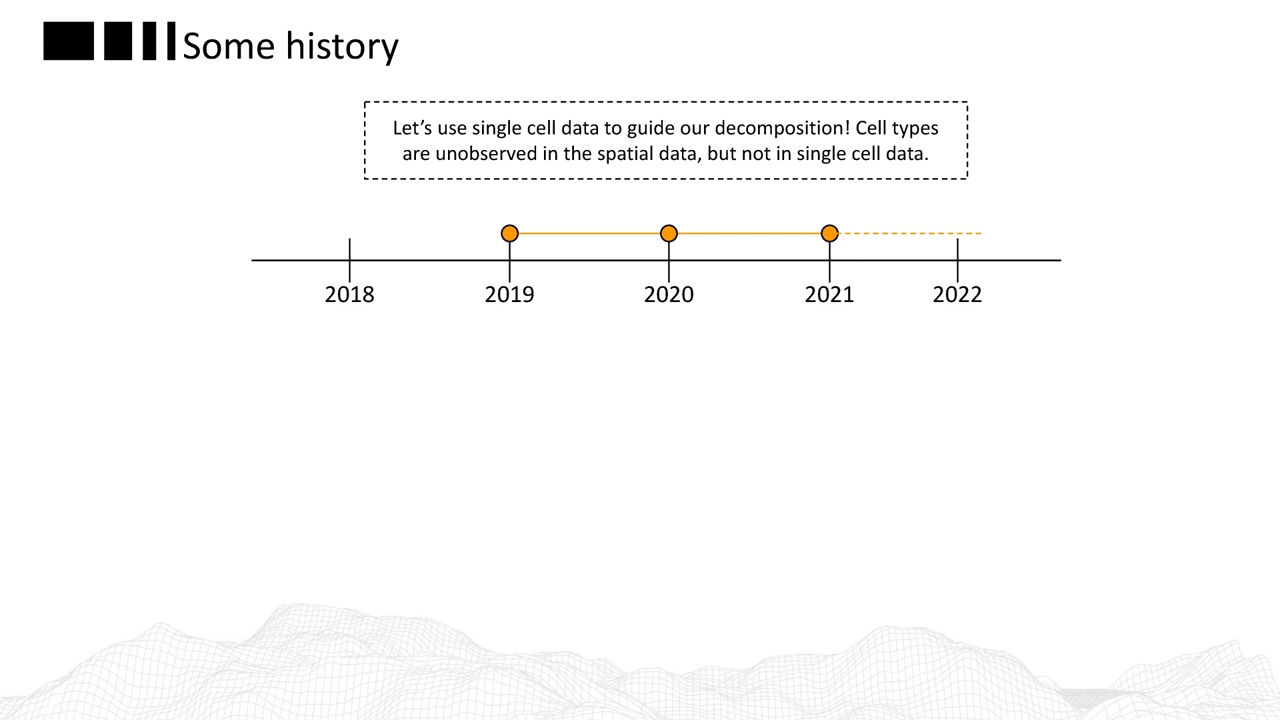 Some history
Let’s use single cell data to guide our decomposition! Cell types
are unobserved in the spatial data, but not in single cell data.
2018 2019 2020 2021 2022